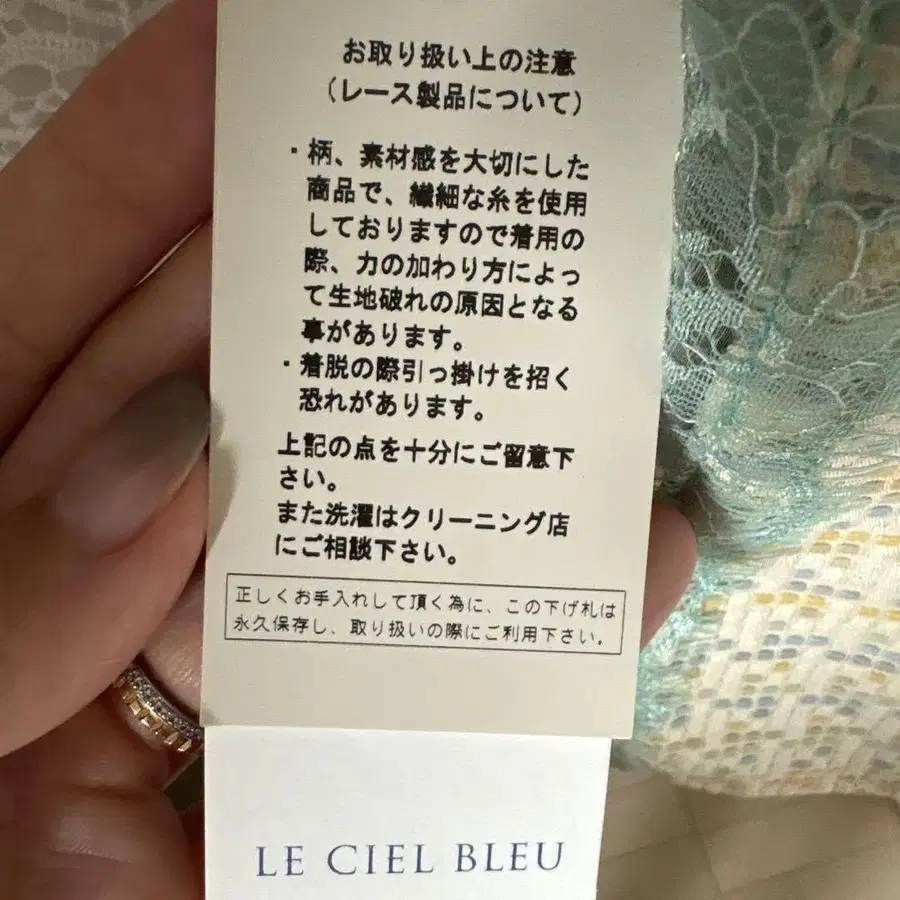 お取り扱い上の注意
（レース製品について）
・柄、素材感を大切にした
商品で、繊細な糸を使用
しておりますので着用の
際、力の加わり方によっ
て生地破れの原因となる
事があります。
・着脱の際引っ掛けを招く
恐れがあります。
上記の点を十分にご留意下
さい。
また洗濯はクリーニング店
にご相談下さい。
正しくお手入れして頂く為に、この下げ札は
永久保存し、取り扱いの際にご利用下さい。
LE CIEL BLEU